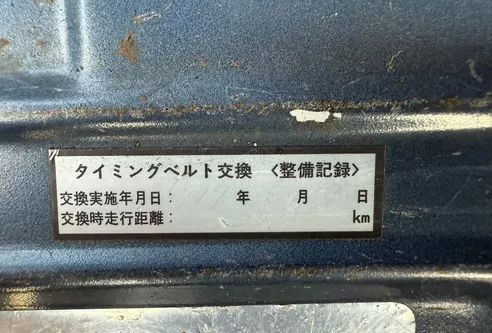 タイミングベルト交換 〈整備記録〉
交換実施年月日: 年 月 日
交換時走行距離: km